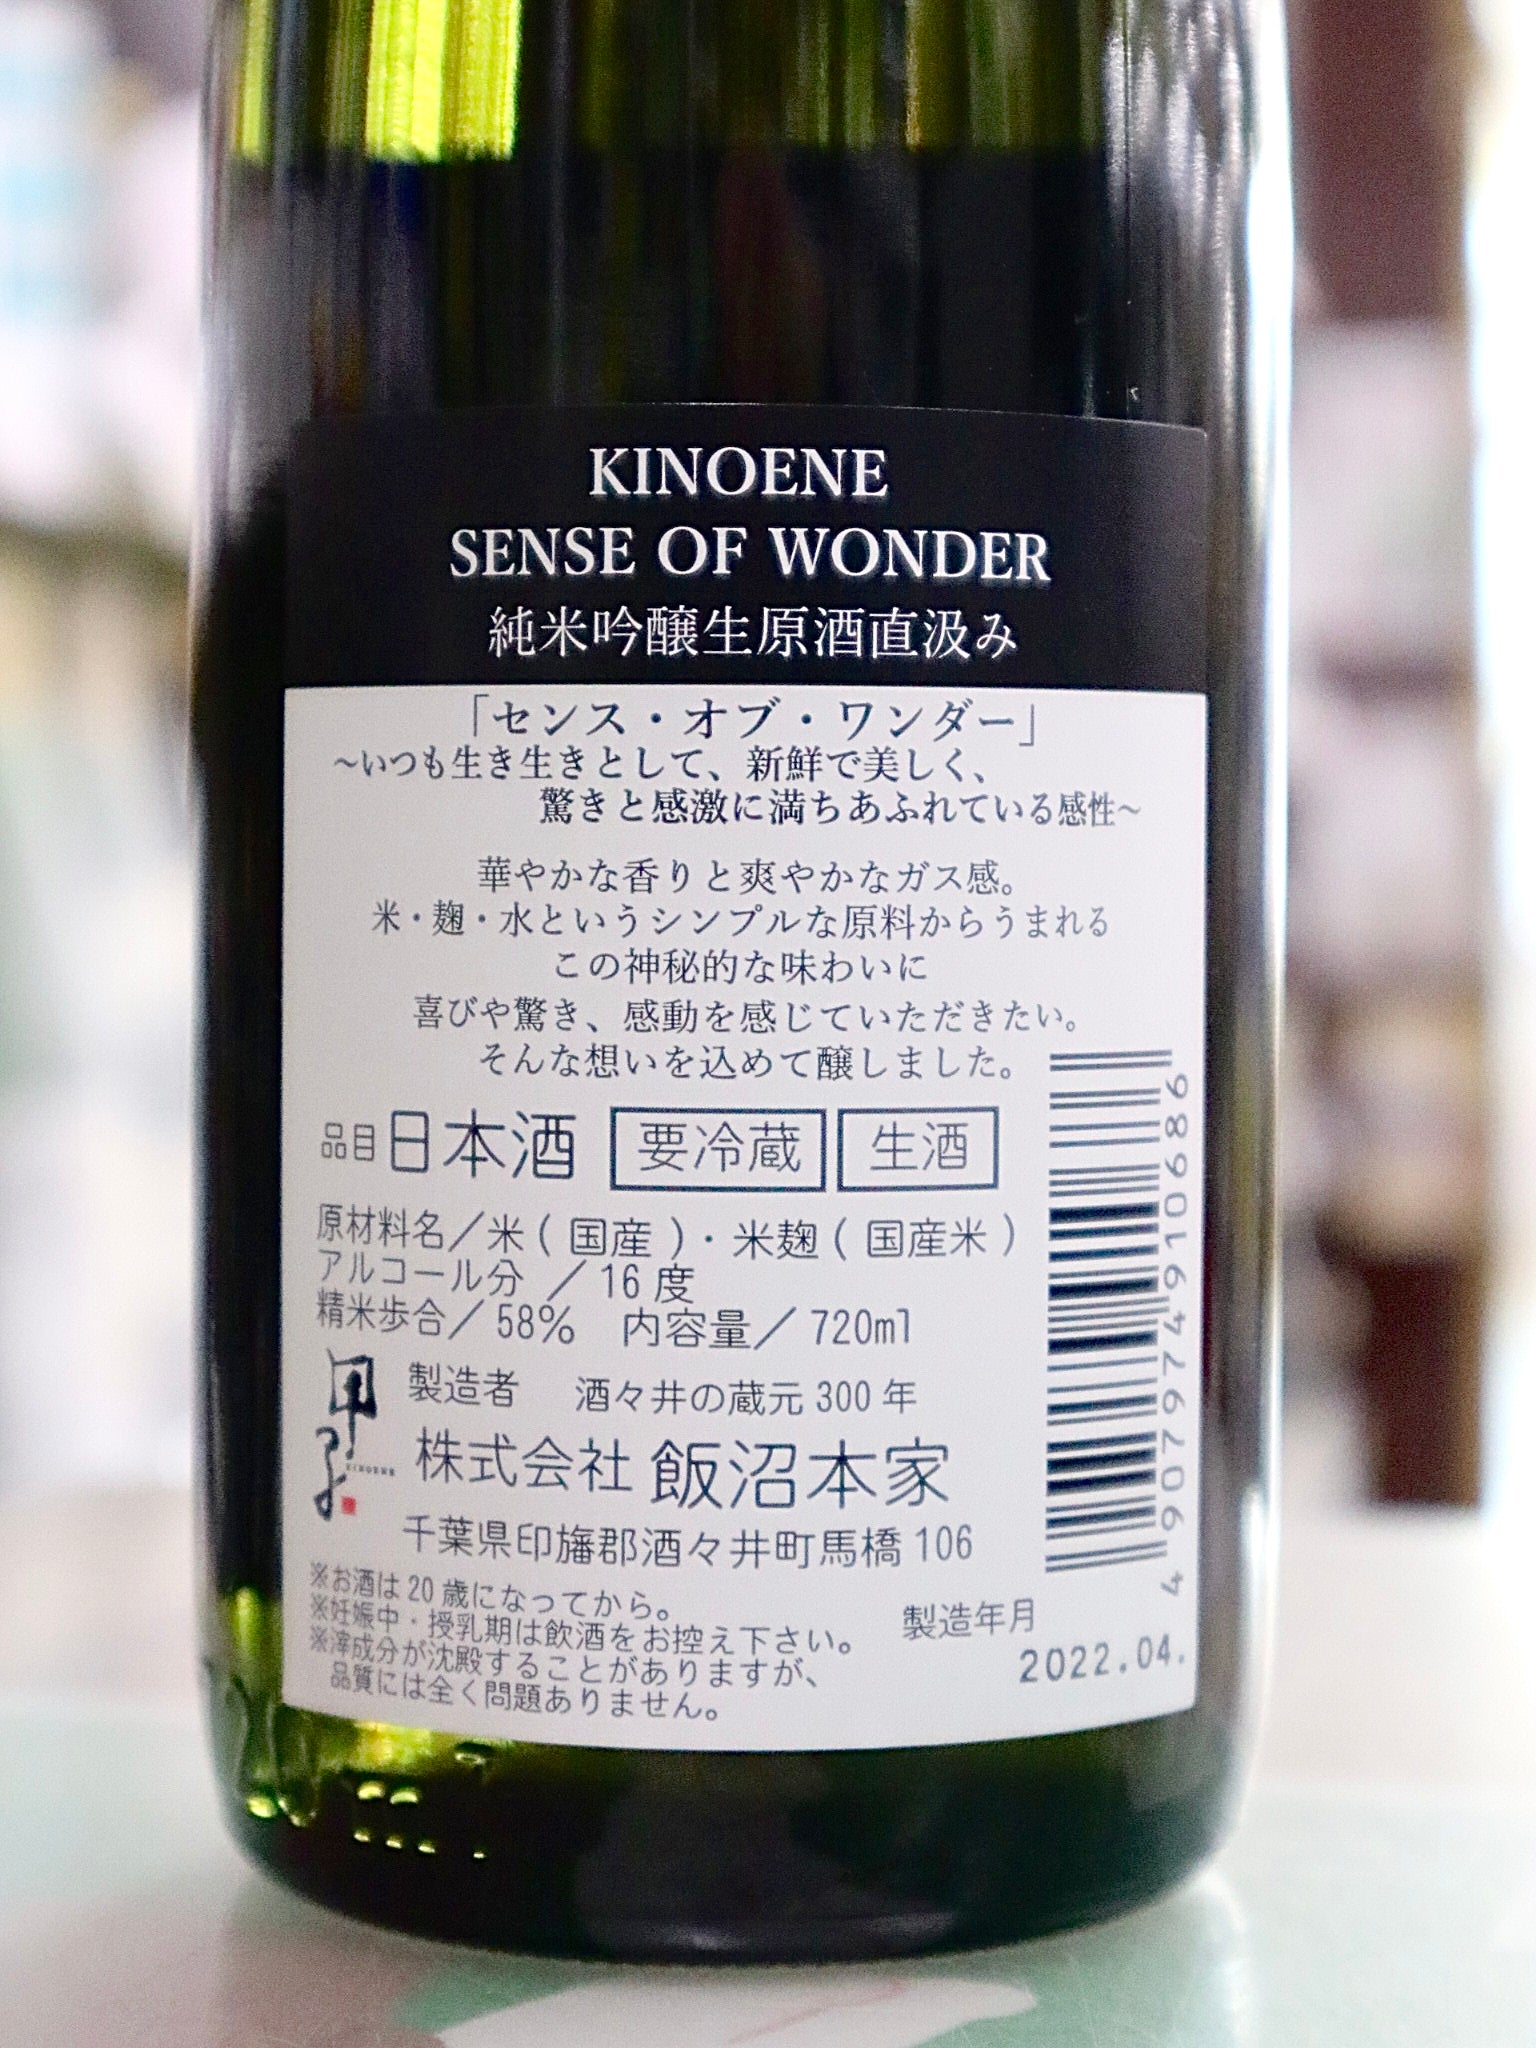 KINOENE
SENSE OF WONDER
純米吟醸生原酒直汲み
「センス・オブ・ワンダー」
~いつも生き生きとして、新鮮で美しく、
驚きと感激に満ちあふれている感性~
華やかな香りと爽やかなガス感。
米・麹・水というシンプルな原料からうまれる
この神秘的な味わいに
喜びや驚き、感動を感じていただきたい。
そんな想いを込めて醸しました。
品目 日本酒 要冷蔵 生酒
原材料名／米(国産)・米麹(国産米)
アルコール分／16度
精米歩合／58% 内容量／720ml
甲子
KINOENE
製造者 酒々井の蔵元300年
株式会社 飯沼本家
千葉県印旛郡酒々井町馬橋106
※お酒は20歳になってから。
※妊娠中・授乳期は飲酒をお控え下さい。
※滓成分が沈殿することがありますが、
品質には全く問題ありません。
製造年月
2022.04.
4 907974 910686